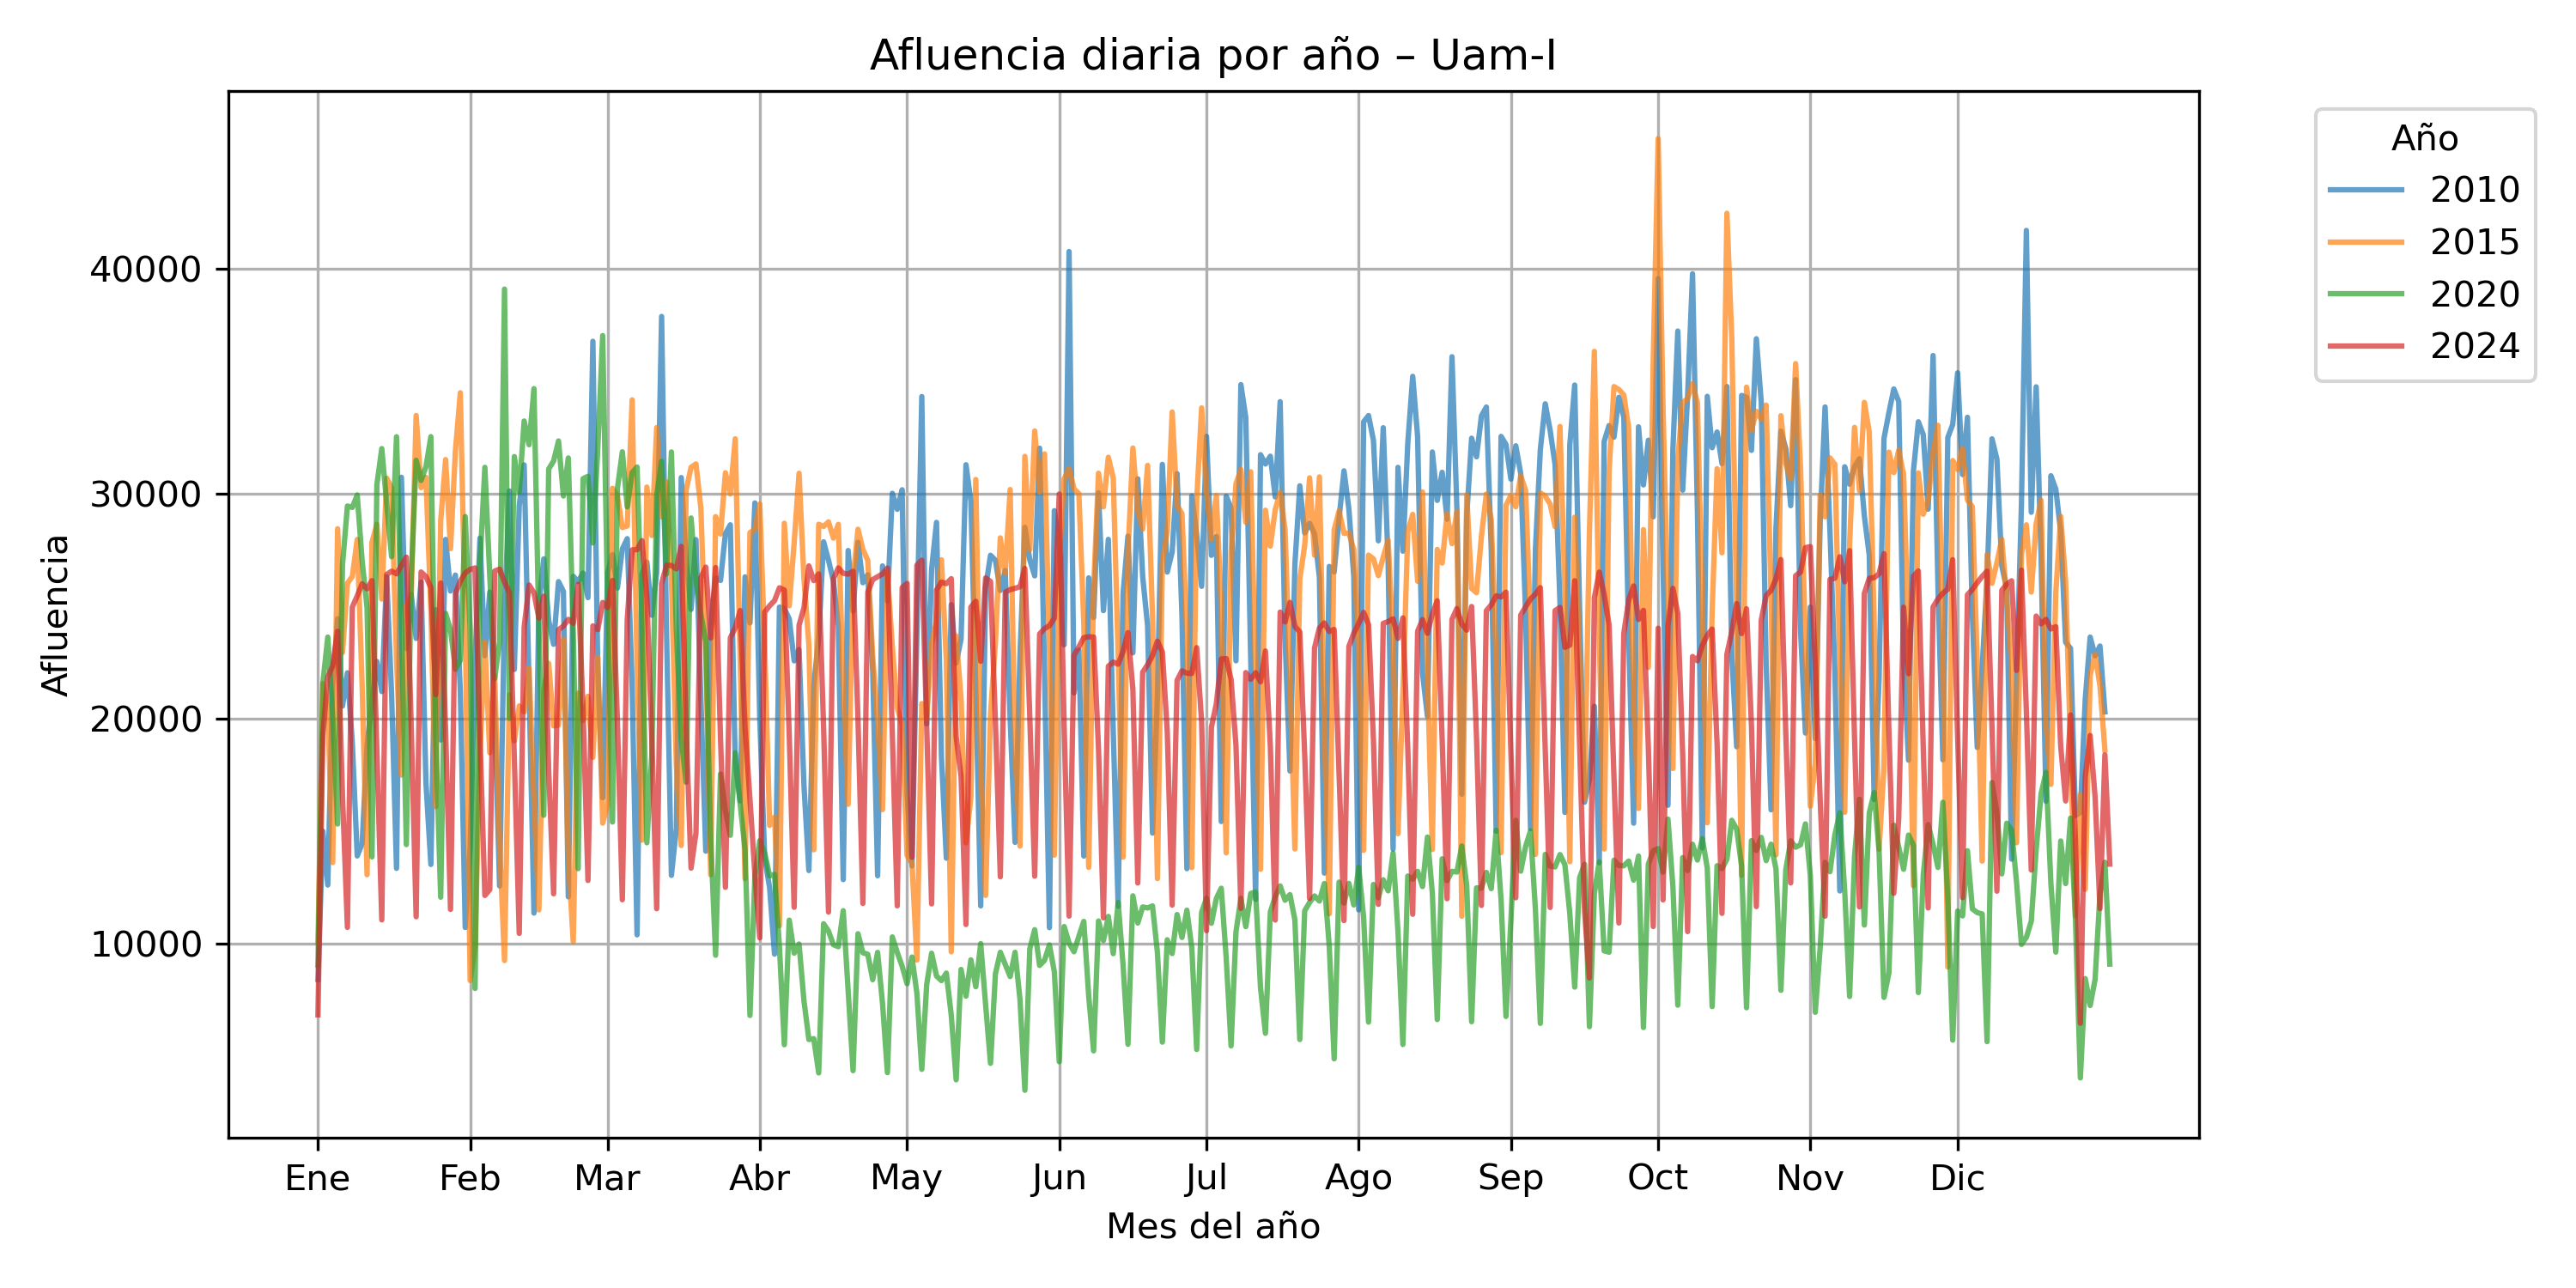 Afluencia diaria por año – Uam-I
Año
2010
2015
2020
2024
Afluencia
40000
30000
20000
10000
Ene Feb Mar Abr May Jun Jul Ago Sep Oct Nov Dic
Mes del año